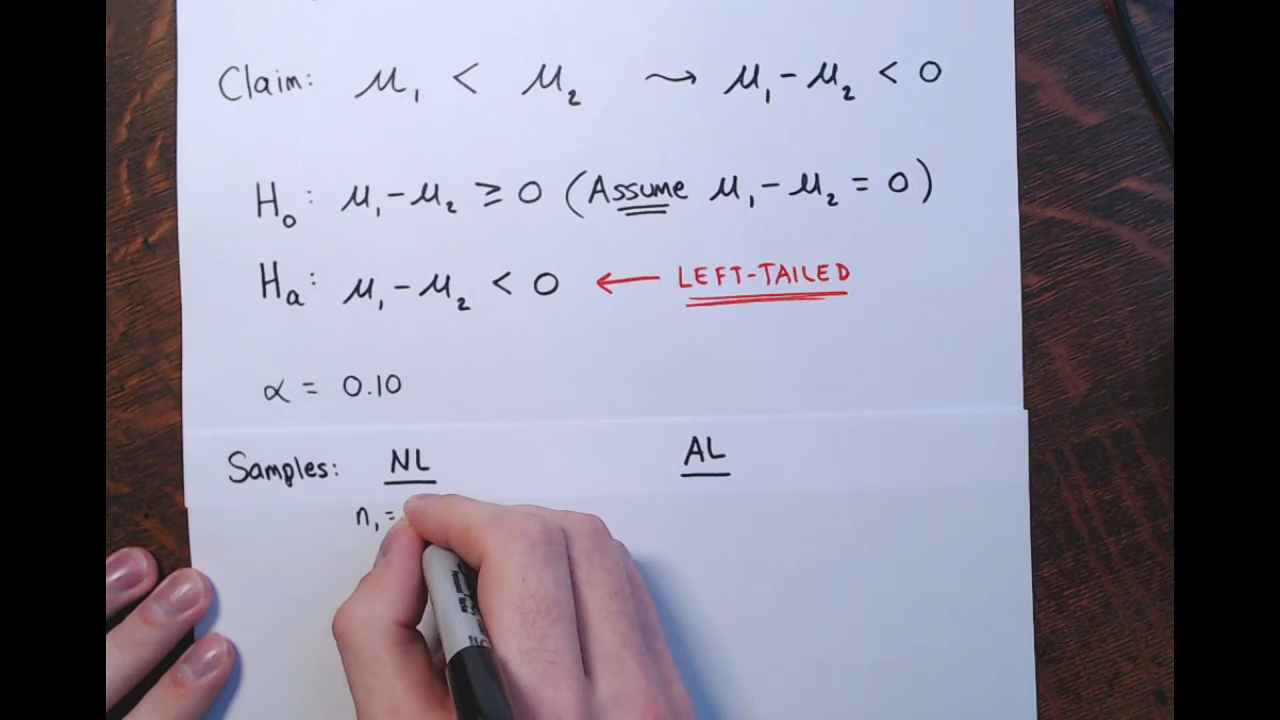 Claim: μ₁ < μ₂ ⇝ μ₁ - μ₂ < 0
H₀: μ₁ - μ₂ ≥ 0 (Assume μ₁ - μ₂ = 0)
Hₐ: μ₁ - μ₂ < 0 ← LEFT-TAILED
α = 0.10
Samples: NL AL
n₁ =